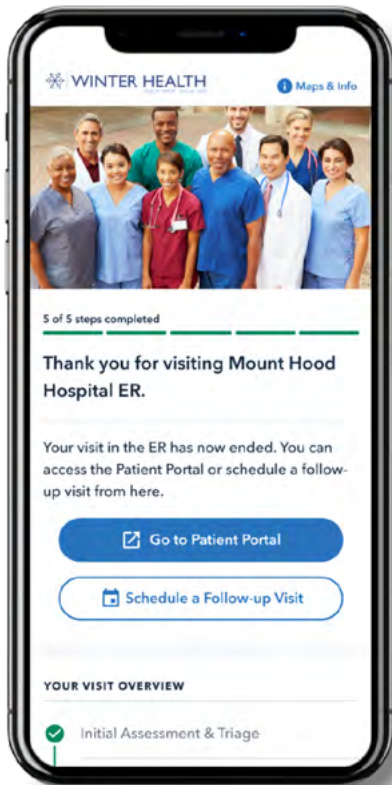 WINTER HEALTH
Maps & Info
5 of 5 steps completed
Thank you for visiting Mount Hood
Hospital ER.
Your visit in the ER has now ended. You can
access the Patient Portal or schedule a follow-
up visit from here.
Go to Patient Portal
Schedule a Follow-up Visit
YOUR VISIT OVERVIEW
Initial Assessment & Triage